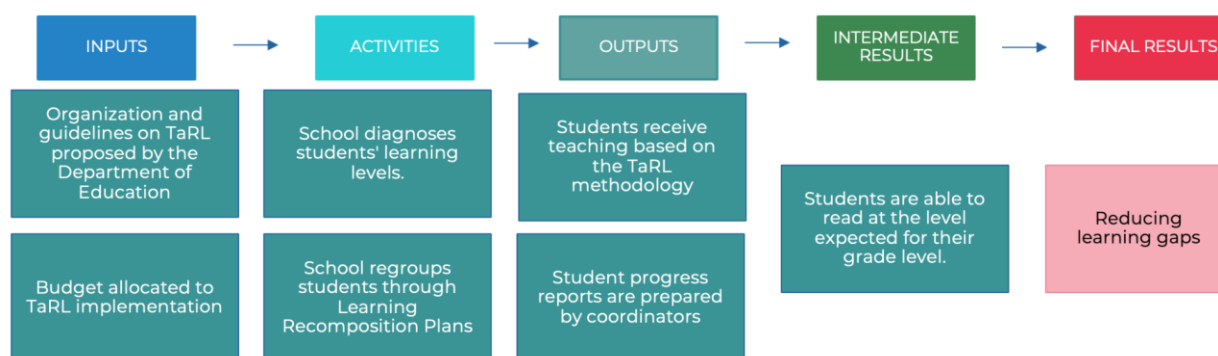 INPUTS
ACTIVITIES
OUTPUTS
INTERMEDIATE
RESULTS
FINAL RESULTS
Organization and
guidelines on TaRL
proposed by the
Department of
Education
Budget allocated to
TaRL implementation
School diagnoses
students' learning
levels.
School regroups
students through
Learning
Recomposition Plans
Students receive
teaching based on
the TaRL
methodology
Student progress
reports are prepared
by coordinators
Students are able to
read at the level
expected for their
grade level.
Reducing
learning gaps